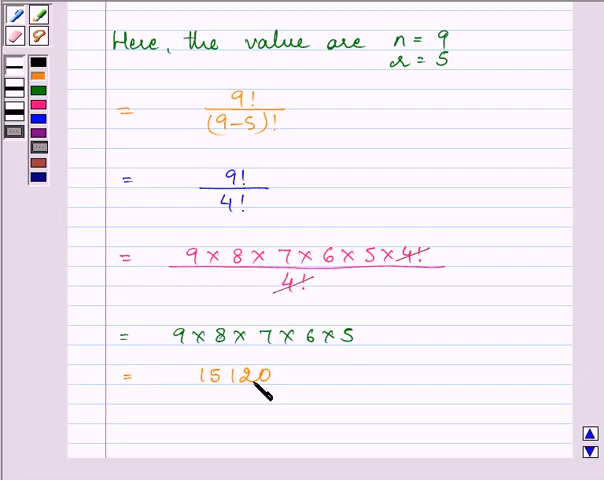 Here, the value are n = 9
r = 5
= 9! / (9-5)!
= 9! / 4!
= 9 × 8 × 7 × 6 × 5 × 4! / 4!
= 9 × 8 × 7 × 6 × 5
= 15120